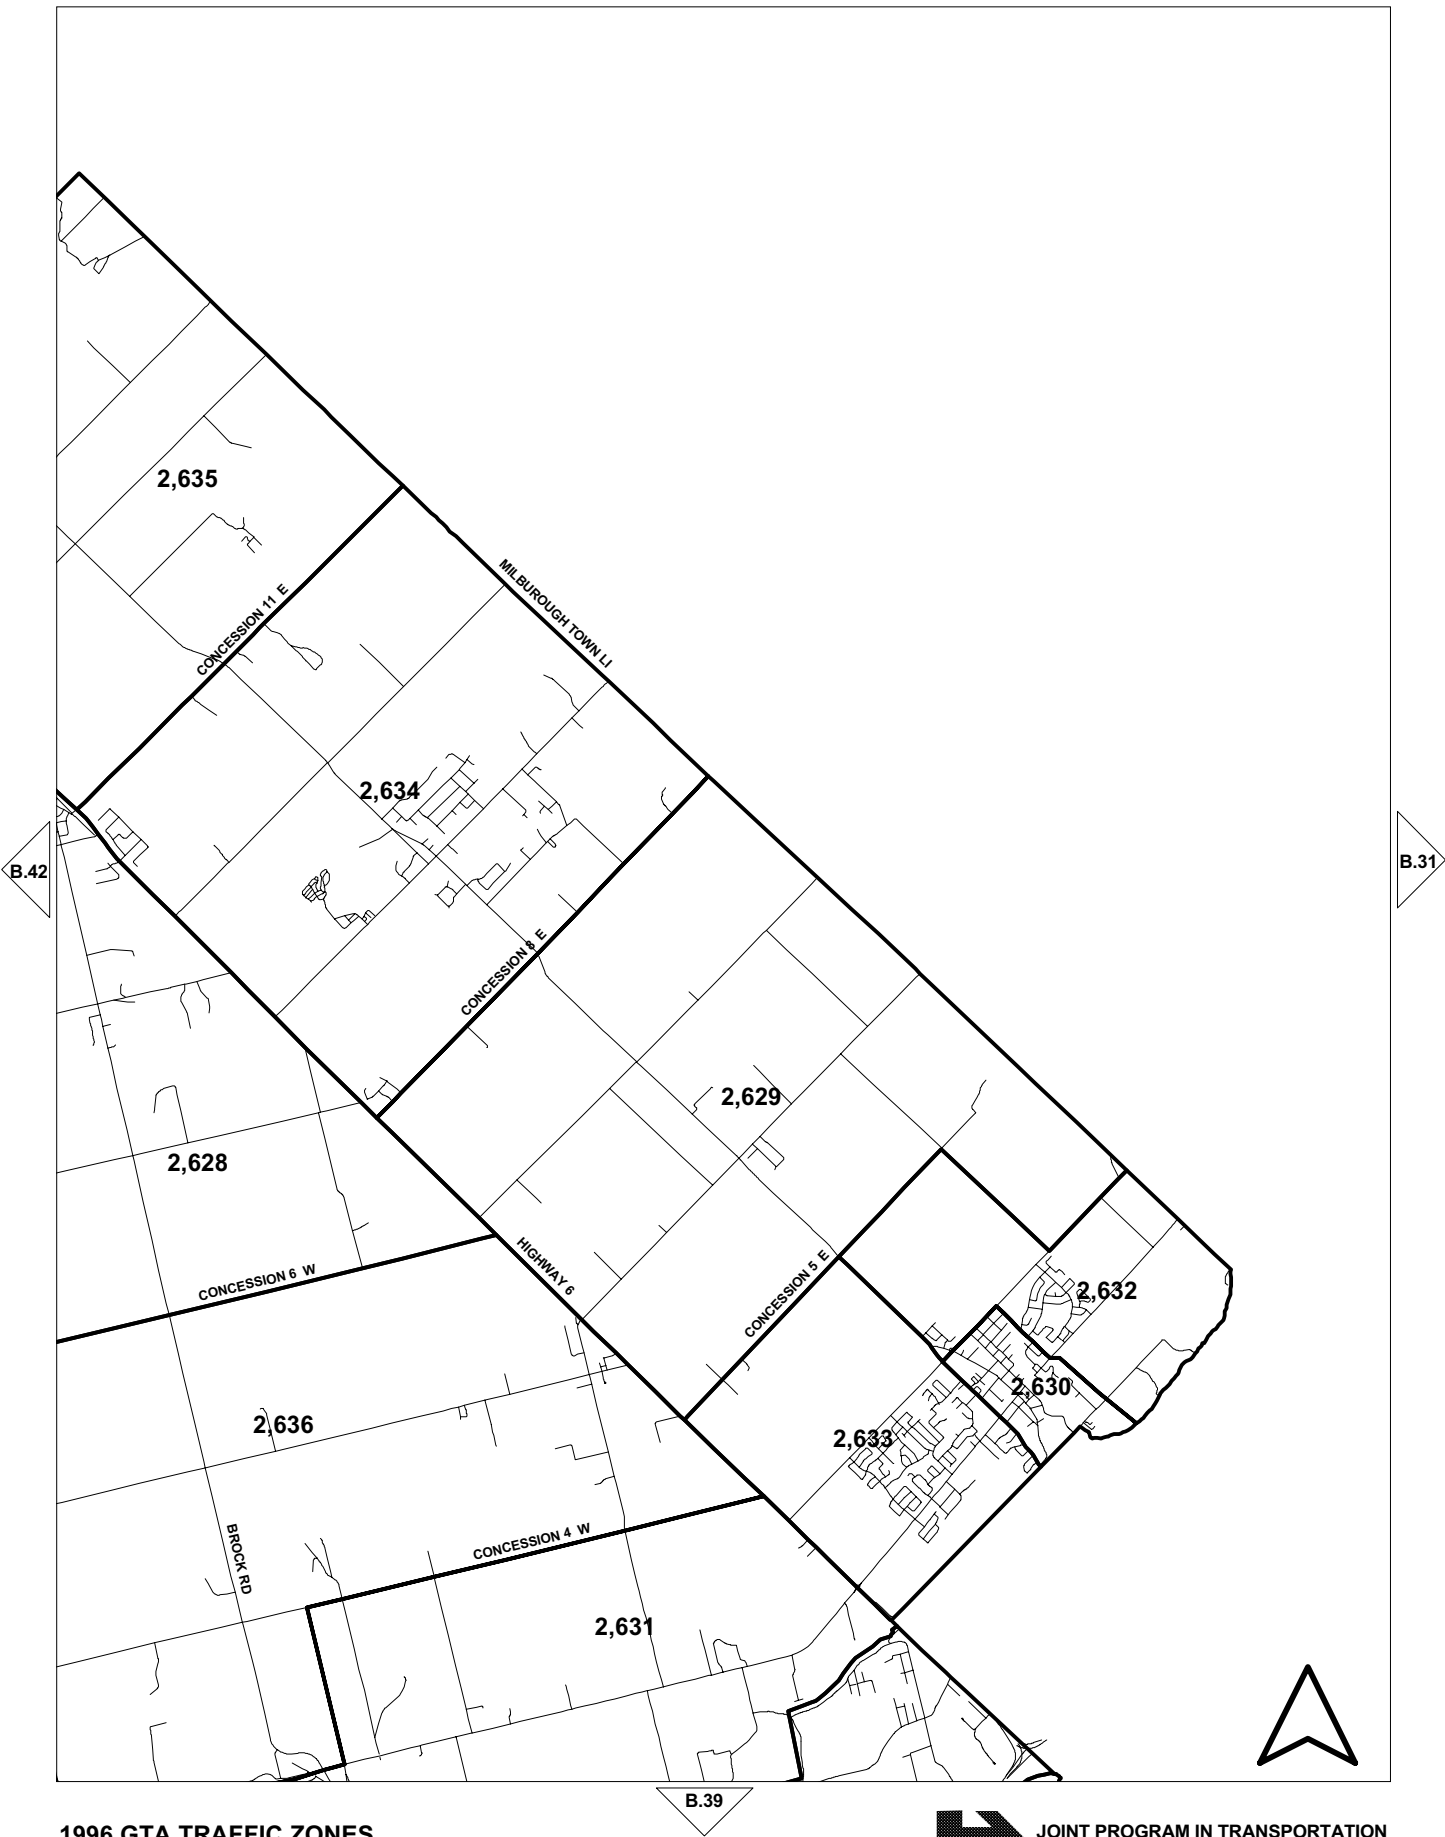 2,635
CONCESSION 11 E
MILBUROUGH TOWN LI
2,634
B.42
B.31
CONCESSION 8 E
2,629
2,628
HIGHWAY 6
CONCESSION 5 E
CONCESSION 6 W
2,632
2,630
2,636
2,633
BROCK RD
CONCESSION 4 W
2,631
B.39
1996 GTA TRAFFIC ZONES
JOINT PROGRAM IN TRANSPORTATION